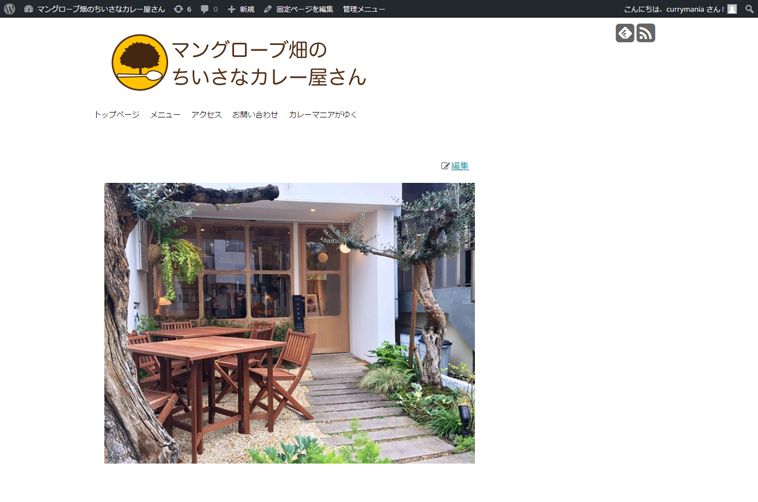 マングローブ畑のちいさなカレー屋さん 6 0 新規 固定ページを編集 管理メニュー こんにちは、currymania さん!
マングローブ畑の
ちいさなカレー屋さん
トップページ メニュー アクセス お問い合わせ カレーマニアがゆく
編集